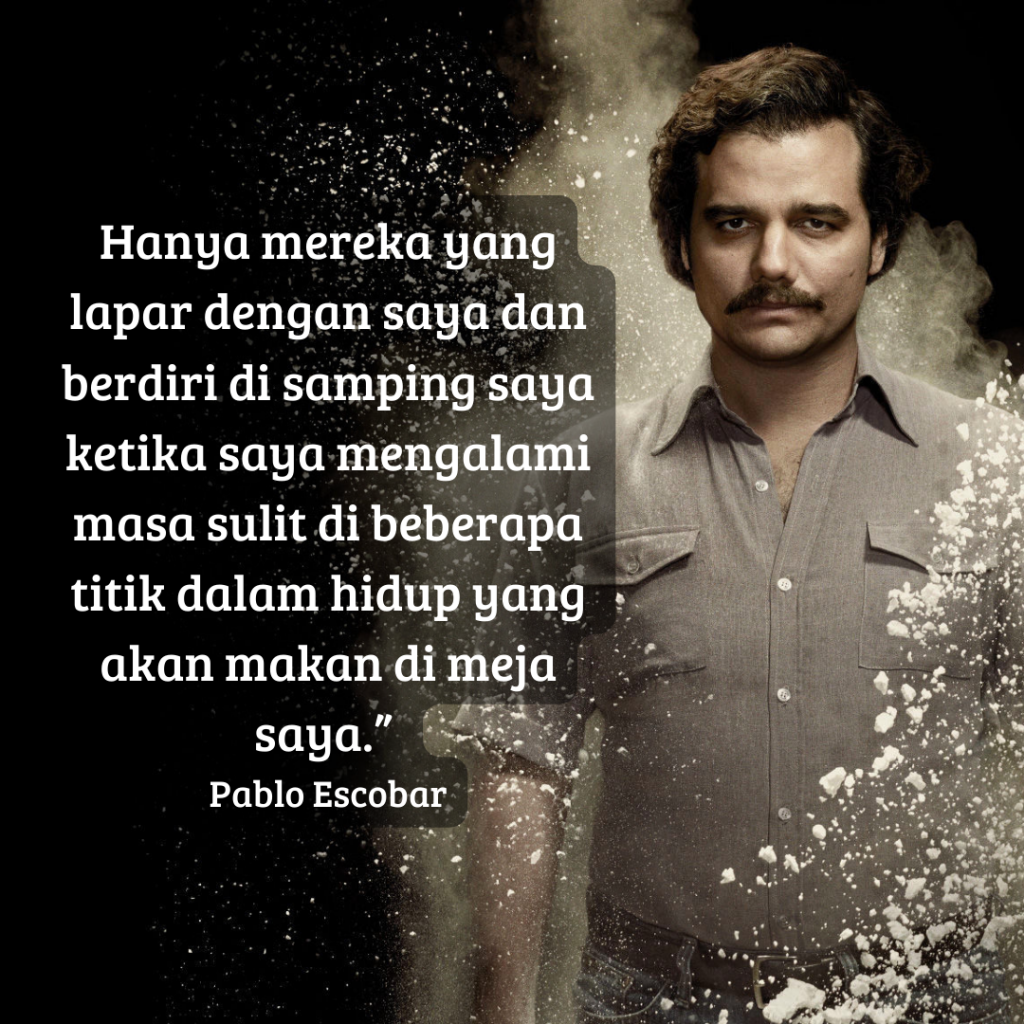 Hanya mereka yang
lapar dengan saya dan
berdiri di samping saya
ketika saya mengalami
masa sulit di beberapa
titik dalam hidup yang
akan makan di meja
saya.”
Pablo Escobar